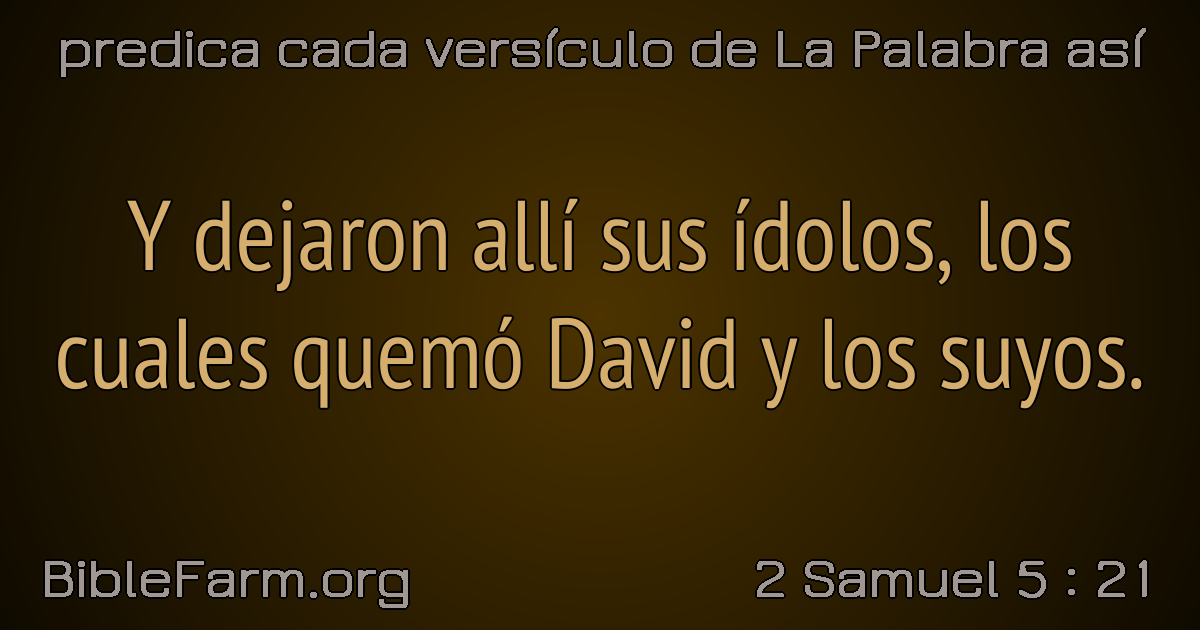 predica cada versículo de La Palabra así
Y dejaron allí sus ídolos, los
cuales quemó David y los suyos.
BibleFarm.org
2 Samuel 5 : 21